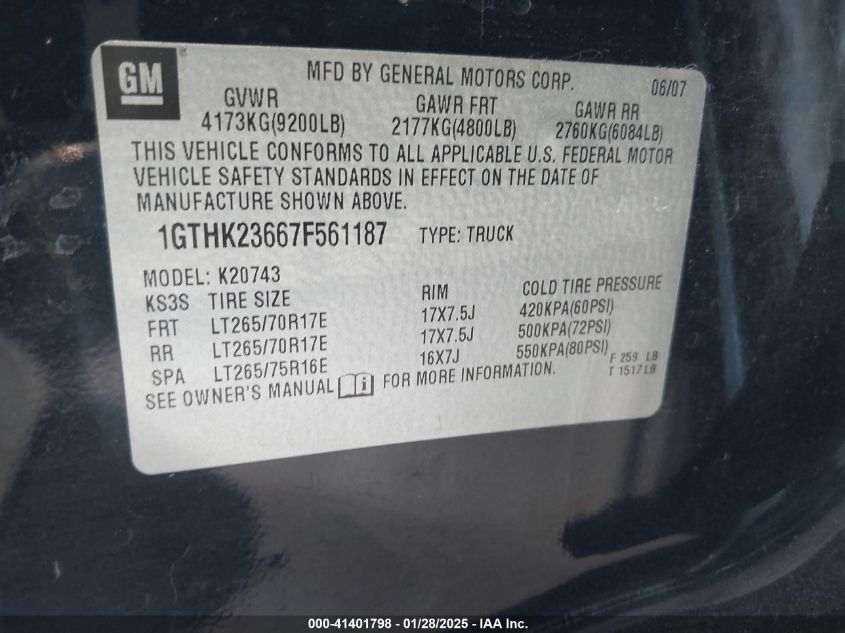 GM
MFD BY GENERAL MOTORS CORP. 06/07
GVWR GAWR FRT GAWR RR
4173KG(9200LB) 2177KG(4800LB) 2760KG(6084LB)
THIS VEHICLE CONFORMS TO ALL APPLICABLE U.S. FEDERAL MOTOR
VEHICLE SAFETY STANDARDS IN EFFECT ON THE DATE OF
MANUFACTURE SHOWN ABOVE.
1GTHK23667F561187 TYPE: TRUCK
MODEL: K20743
KS3S TIRE SIZE RIM COLD TIRE PRESSURE
FRT LT265/70R17E 17X7.5J 420KPA(60PSI)
RR LT265/70R17E 17X7.5J 500KPA(72PSI)
SPA LT265/75R16E 16X7J 550KPA(80PSI) F 259 LB
T 1517LB
SEE OWNER'S MANUAL FOR MORE INFORMATION.
000-41401798 | 01/28/2025 - IAA Inc.